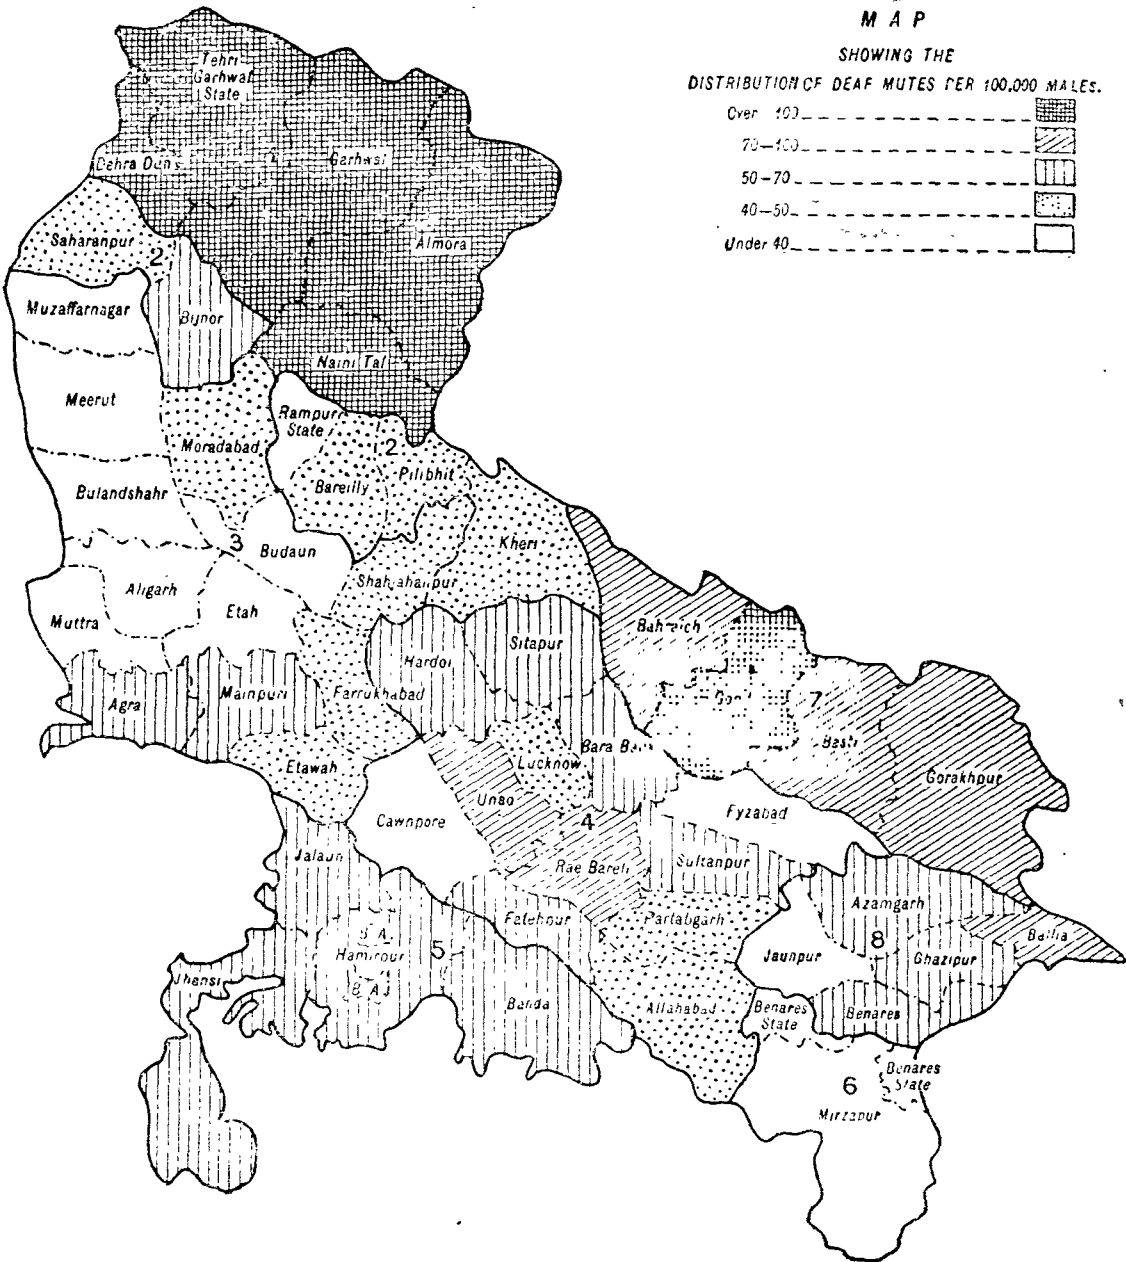 MAP
SHOWING THE
DISTRIBUTION OF DEAF MUTES PER 100,000 MALES.
Over 100
70-100
50-70
40-50
Under 40
Tehri
Garhwal
State
Dehra Dun
Garhwal
Almora
Saharanpur
2
Muzaffarnagar
Bijnor
Naini Tal
Meerut
Rampur
State
Moradabad
2
Pilibhit
Bareilly
Bulandshahr
3
Budaun
Kheri
Shahjahanpur
Aligarh
Etah
Muttra
Bahraich
Sitapur
Hardoi
Mainpuri
Farrukhabad
Agra
7
Bara
Basti
Etawah
Lucknow
Gorakhpur
Unao
Fyzabad
Cawnpore
4
Jalaun
Rae Bareli
Sultanpur
Azamgarh
Fatehpur
Partabgarh
B A
Hamirpur
5
8
Ballia
Jaunpur
Ghazipur
Jhansi
B A
Banda
Allahabad
Benares
State
Benares
Benares
State
6
Mirzapur